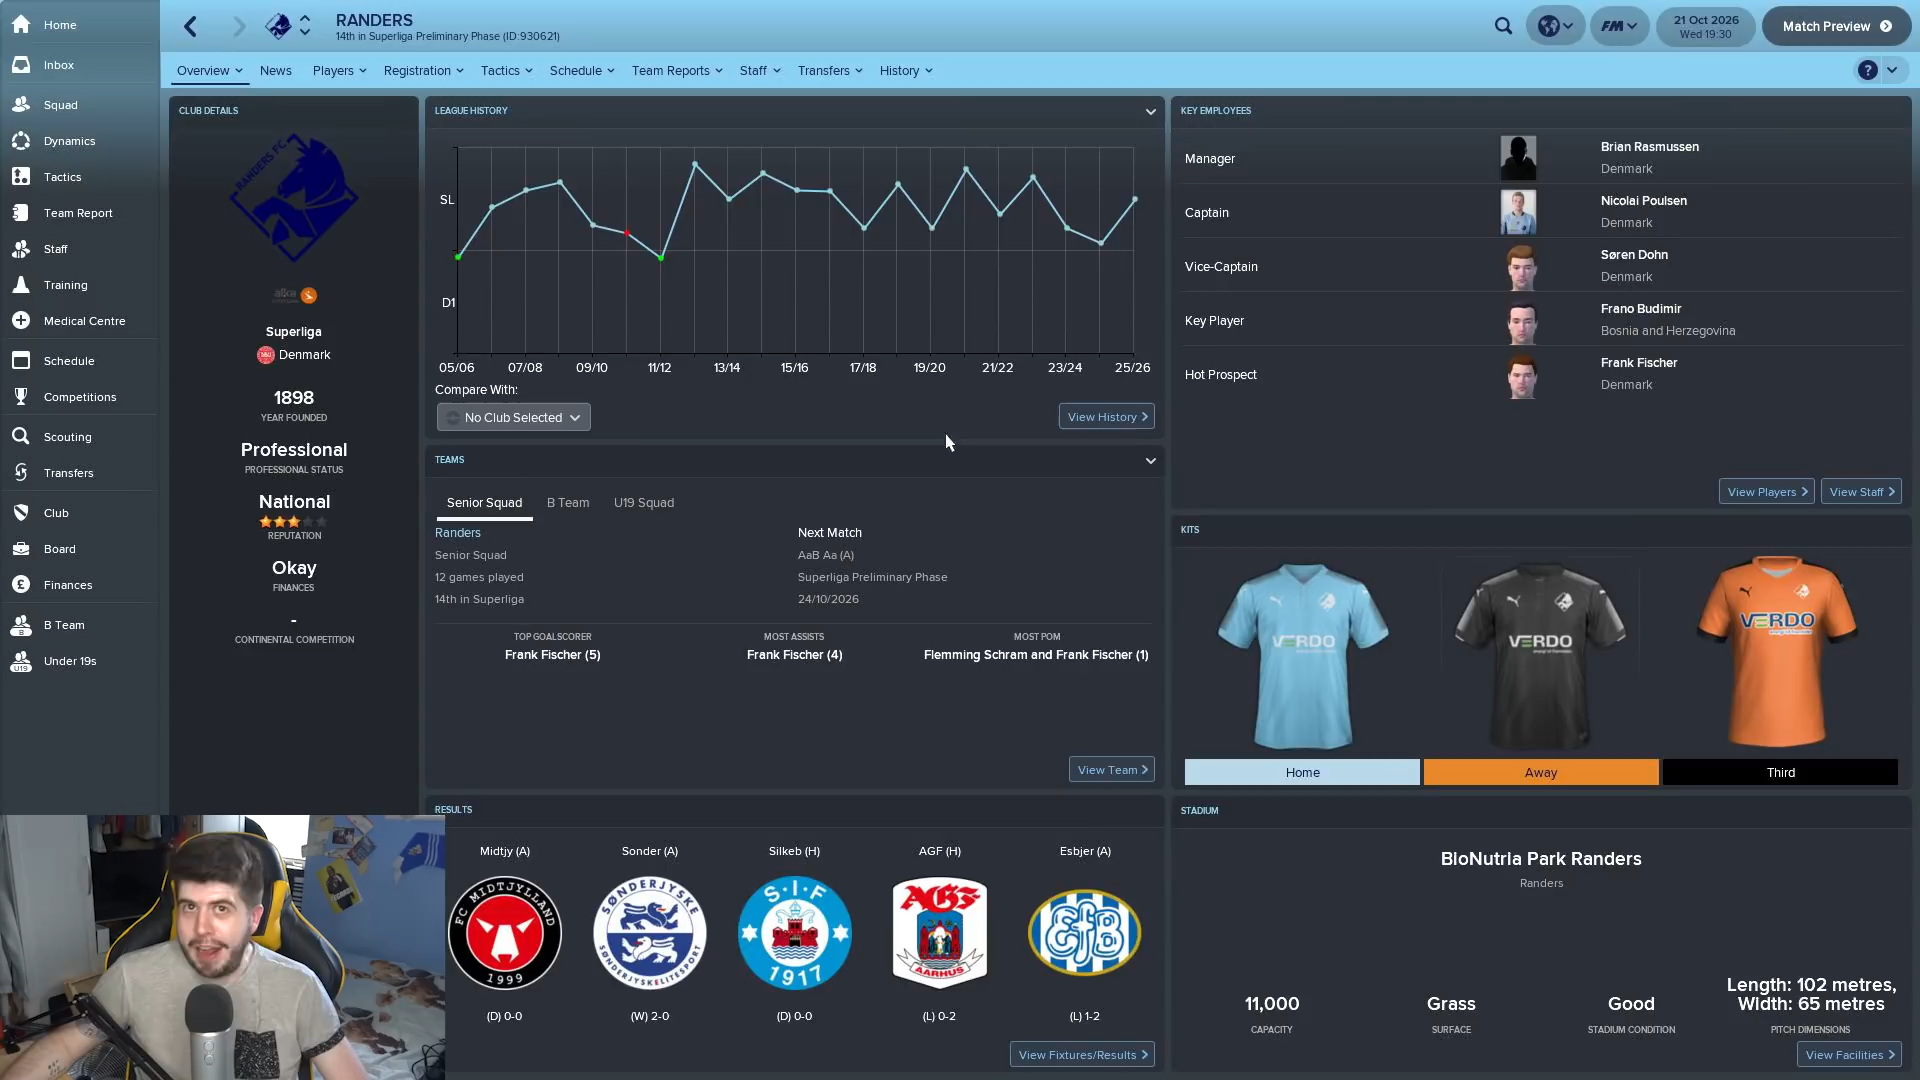 Home
Inbox
Squad
Dynamics
Tactics
Team Report
Staff
Training
Medical Centre
Schedule
Competitions
Scouting
Transfers
Club
Board
Finances
B Team
Under 19s
RANDERS
14th in Superliga Preliminary Phase (ID:930621)
FM
21 Oct 2026
Wed 19:30
Match Preview
Overview
News
Players
Registration
Tactics
Schedule
Team Reports
Staff
Transfers
History
?
CLUB DETAILS
RANDERS FC
alka
Superliga
DBU
Denmark
1898
YEAR FOUNDED
Professional
PROFESSIONAL STATUS
National
REPUTATION
Okay
FINANCES
-
CONTINENTAL COMPETITION
LEAGUE HISTORY
SL
D1
05/06 07/08 09/10 11/12 13/14 15/16 17/18 19/20 21/22 23/24 25/26
Compare With:
No Club Selected
View History
TEAMS
Senior Squad B Team U19 Squad
Randers
Senior Squad
12 games played
14th in Superliga
Next Match
AaB Aa (A)
Superliga Preliminary Phase
24/10/2026
TOP GOALSCORER
Frank Fischer (5)
MOST ASSISTS
Frank Fischer (4)
MOST POM
Flemming Schram and Frank Fischer (1)
View Team
RESULTS
Midtjy (A)
FC MIDTJYLLAND
1999
(D) 0-0
Sonder (A)
SØNDERJYSKE
SØNDERJYSK ELITESPORT
(W) 2-0
Silkeb (H)
S·I·F
1917
(D) 0-0
AGF (H)
AGF
AARHUS
(L) 0-2
Esbjer (A)
EfB
(L) 1-2
View Fixtures/Results
KEY EMPLOYEES
Manager
Brian Rasmussen
Denmark
Captain
Nicolai Poulsen
Denmark
Vice-Captain
Søren Dohn
Denmark
Key Player
Frano Budimir
Bosnia and Herzegovina
Hot Prospect
Frank Fischer
Denmark
View Players
View Staff
KITS
VERDO
VERDO
VERDO
Home
Away
Third
STADIUM
BioNutria Park Randers
Randers
11,000
CAPACITY
Grass
SURFACE
Good
STADIUM CONDITION
Length: 102 metres,
Width: 65 metres
PITCH DIMENSIONS
View Facilities